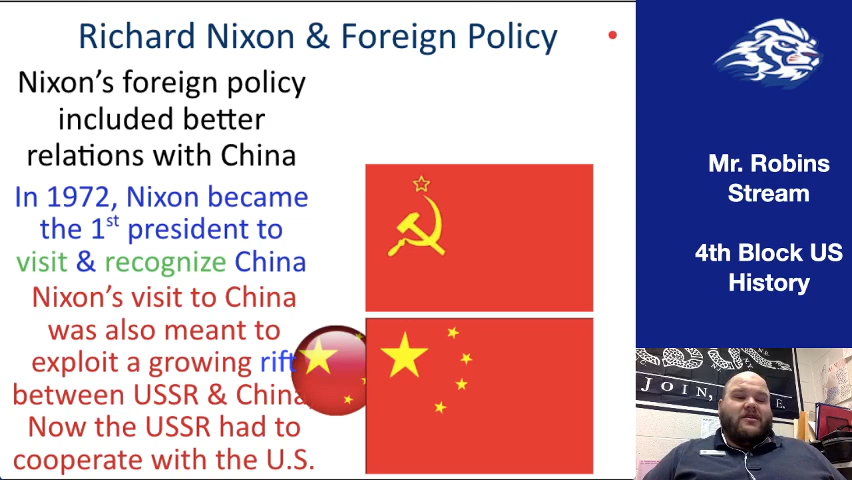 Richard Nixon & Foreign Policy
Nixon's foreign policy
included better
relations with China
In 1972, Nixon became
the 1st president to
visit & recognize China
Nixon's visit to China
was also meant to
exploit a growing rift
between USSR & China
Now the USSR had to
cooperate with the U.S.
Mr. Robins
Stream
4th Block US
History
JOIN,
E.